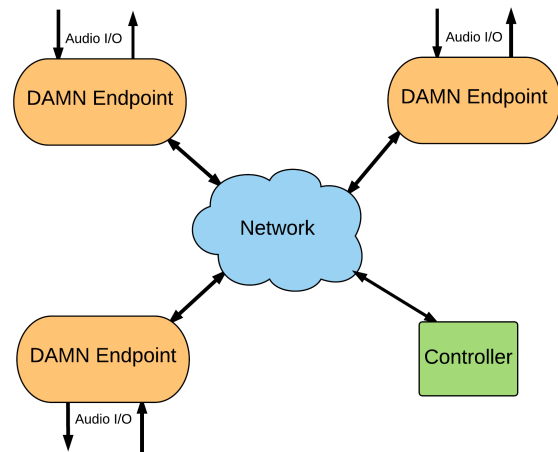 Audio I/O
Audio I/O
DAMN Endpoint
DAMN Endpoint
Network
DAMN Endpoint
Controller
Audio I/O